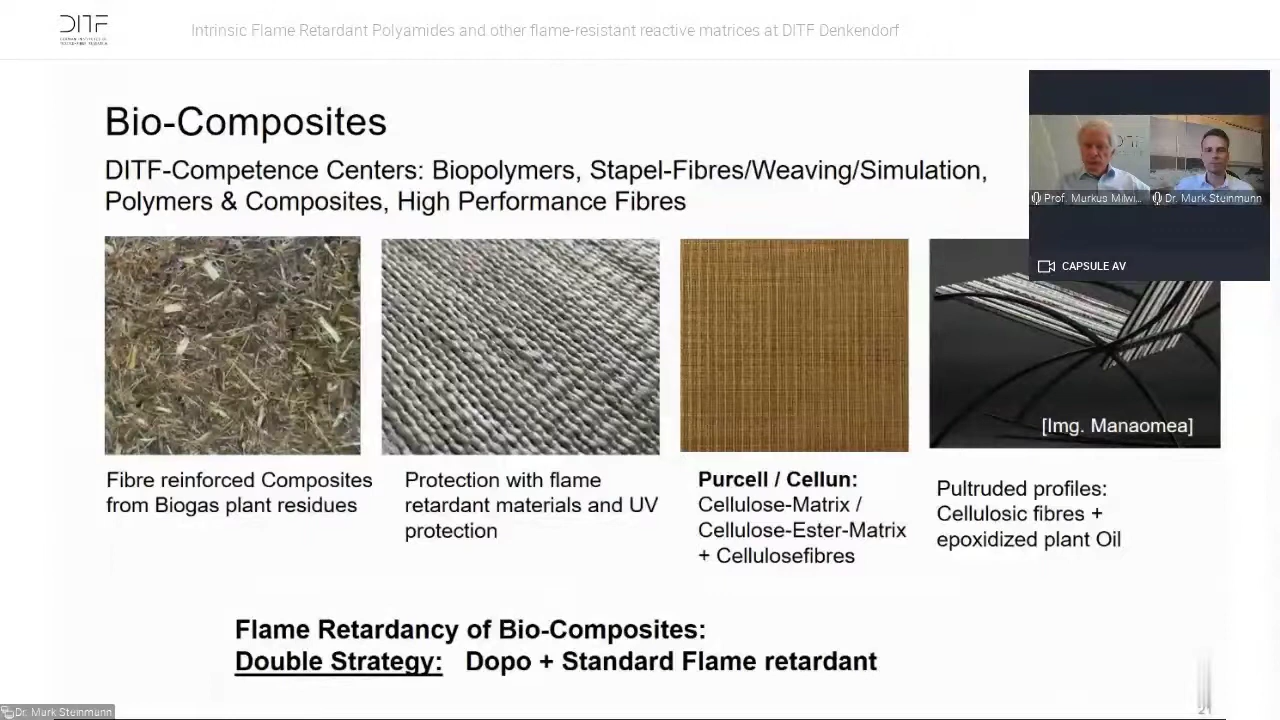 DITF
Intrinsic Flame Retardant Polyamides and other flame-resistant reactive matrices at DITF Denkendorf
Bio-Composites
DITF-Competence Centers: Biopolymers, Stapel-Fibres/Weaving/Simulation,
Polymers & Composites, High Performance Fibres
Prof. Markus Milwi...
Dr. Mark Steinmann
CAPSULE AV
[Img. Manaomea]
Fibre reinforced Composites
from Biogas plant residues
Protection with flame
retardant materials and UV
protection
Purcell / Cellun:
Cellulose-Matrix /
Cellulose-Ester-Matrix
+ Cellulosefibres
Pultruded profiles:
Cellulosic fibres +
epoxidized plant Oil
Flame Retardancy of Bio-Composites:
Double Strategy: Dopo + Standard Flame retardant
Dr. Mark Steinmann